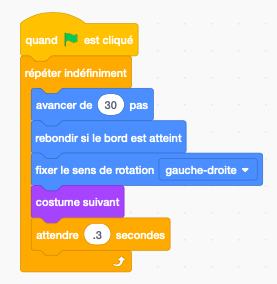 quand est cliqué
répéter indéfiniment
avancer de 30 pas
rebondir si le bord est atteint
fixer le sens de rotation gauche-droite
costume suivant
attendre .3 secondes